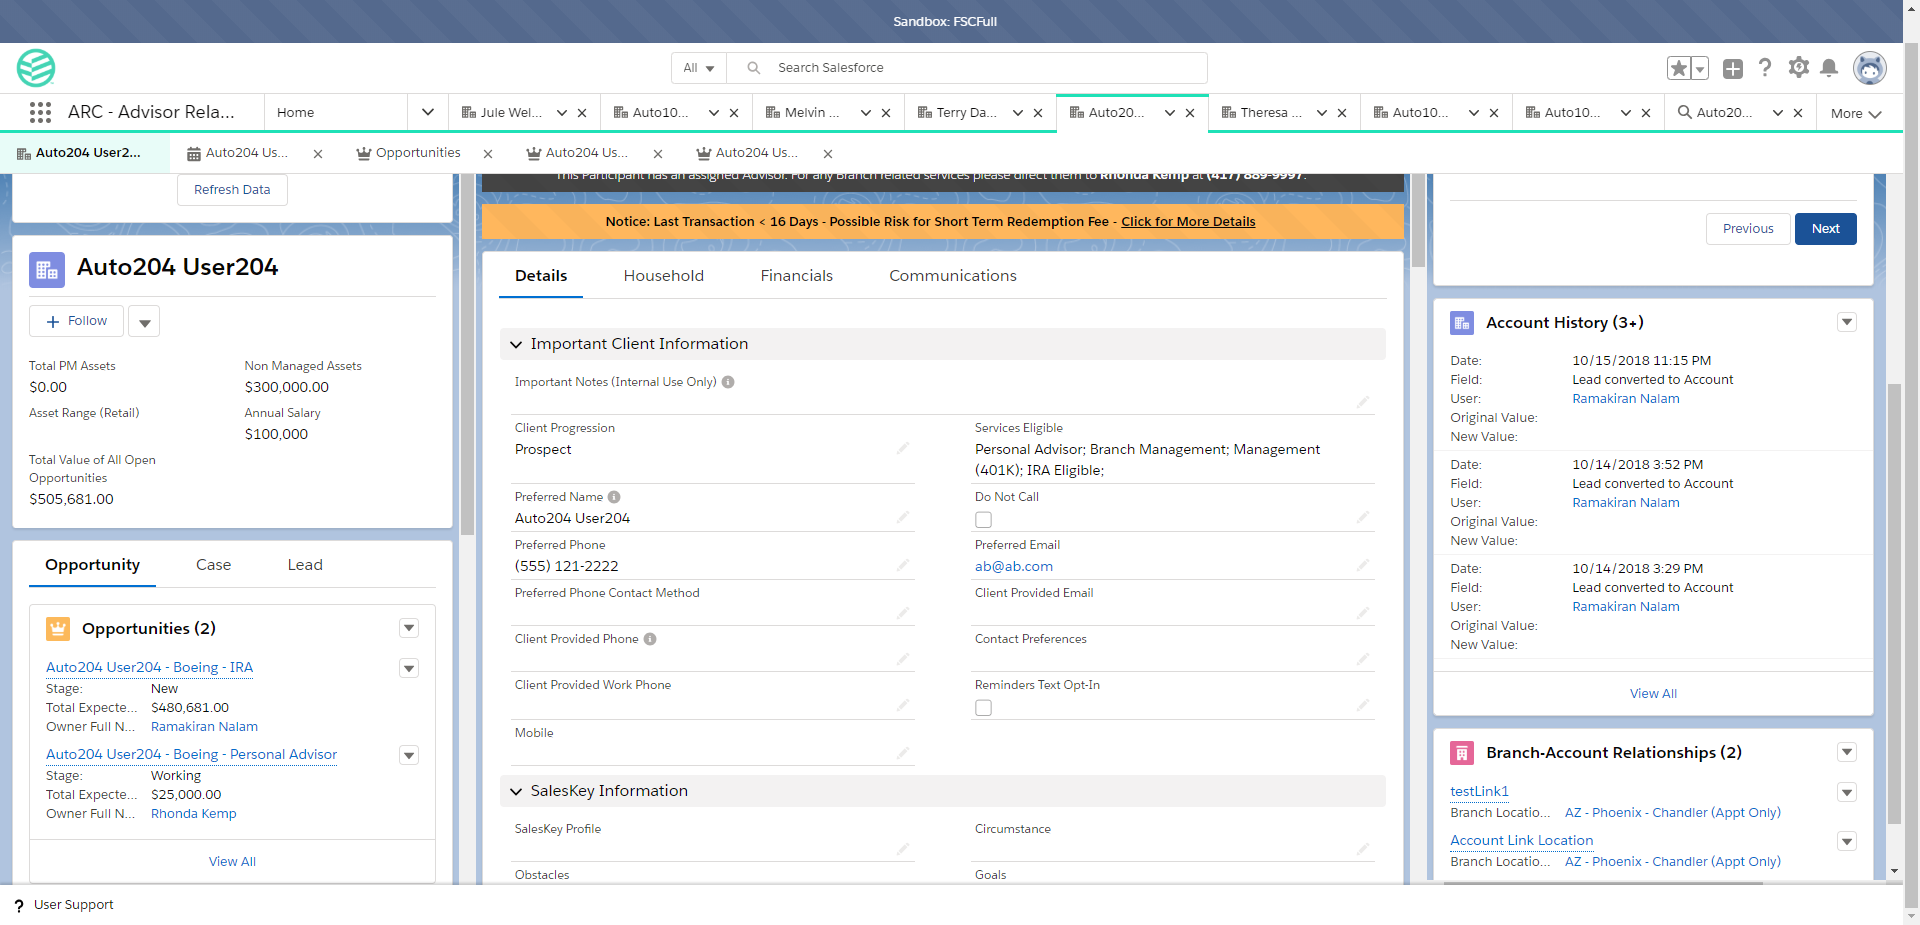 Sandbox: FSCFull
All
Search Salesforce
ARC - Advisor Rela...
Home
Jule Wel...
Auto10...
Melvin ...
Terry Da...
Auto20...
Theresa ...
Auto10...
Auto10...
Auto20...
More
Auto204 User2...
Auto204 Us...
Opportunities
Auto204 Us...
Auto204 Us...
Refresh Data
Auto204 User204
Follow
Total PM Assets
$0.00
Non Managed Assets
$300,000.00
Asset Range (Retail)
Annual Salary
$100,000
Total Value of All Open
Opportunities
$505,681.00
Opportunity
Case
Lead
Opportunities (2)
Auto204 User204 - Boeing - IRA
Stage: New
Total Expecte... $480,681.00
Owner Full N... Ramakiran Nalam
Auto204 User204 - Boeing - Personal Advisor
Stage: Working
Total Expecte... $25,000.00
Owner Full N... Rhonda Kemp
View All
This Participant has an assigned Advisor. For any Branch related services please direct them to Rhonda Kemp at (417) 889-9997.
Notice: Last Transaction < 16 Days - Possible Risk for Short Term Redemption Fee - Click for More Details
Details
Household
Financials
Communications
Important Client Information
Important Notes (Internal Use Only)
Client Progression
Prospect
Services Eligible
Personal Advisor; Branch Management; Management
(401K); IRA Eligible;
Preferred Name
Auto204 User204
Do Not Call
Preferred Phone
(555) 121-2222
Preferred Email
ab@ab.com
Preferred Phone Contact Method
Client Provided Email
Client Provided Phone
Contact Preferences
Client Provided Work Phone
Reminders Text Opt-In
Mobile
SalesKey Information
SalesKey Profile
Circumstance
Obstacles
Goals
Previous
Next
Account History (3+)
Date: 10/15/2018 11:15 PM
Field: Lead converted to Account
User: Ramakiran Nalam
Original Value:
New Value:
Date: 10/14/2018 3:52 PM
Field: Lead converted to Account
User: Ramakiran Nalam
Original Value:
New Value:
Date: 10/14/2018 3:29 PM
Field: Lead converted to Account
User: Ramakiran Nalam
Original Value:
New Value:
View All
Branch-Account Relationships (2)
testLink1
Branch Locatio... AZ - Phoenix - Chandler (Appt Only)
Account Link Location
Branch Locatio... AZ - Phoenix - Chandler (Appt Only)
? User Support